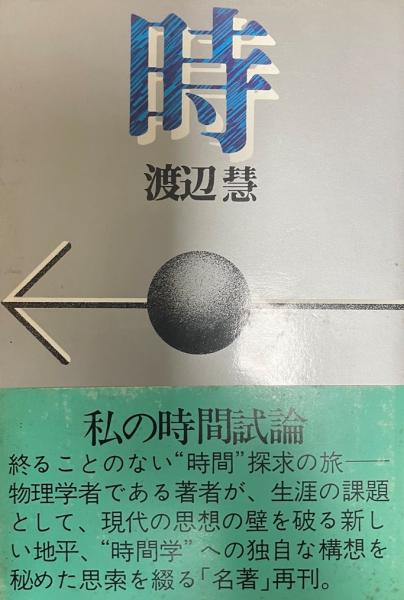 時
渡辺慧
私の時間試論
終ることのない“時間”探求の旅――
物理学者である著者が、生涯の課題
として、現代の思想の壁を破る新し
い地平、“時間学”への独自な構想を
秘めた思索を綴る「名著」再刊。